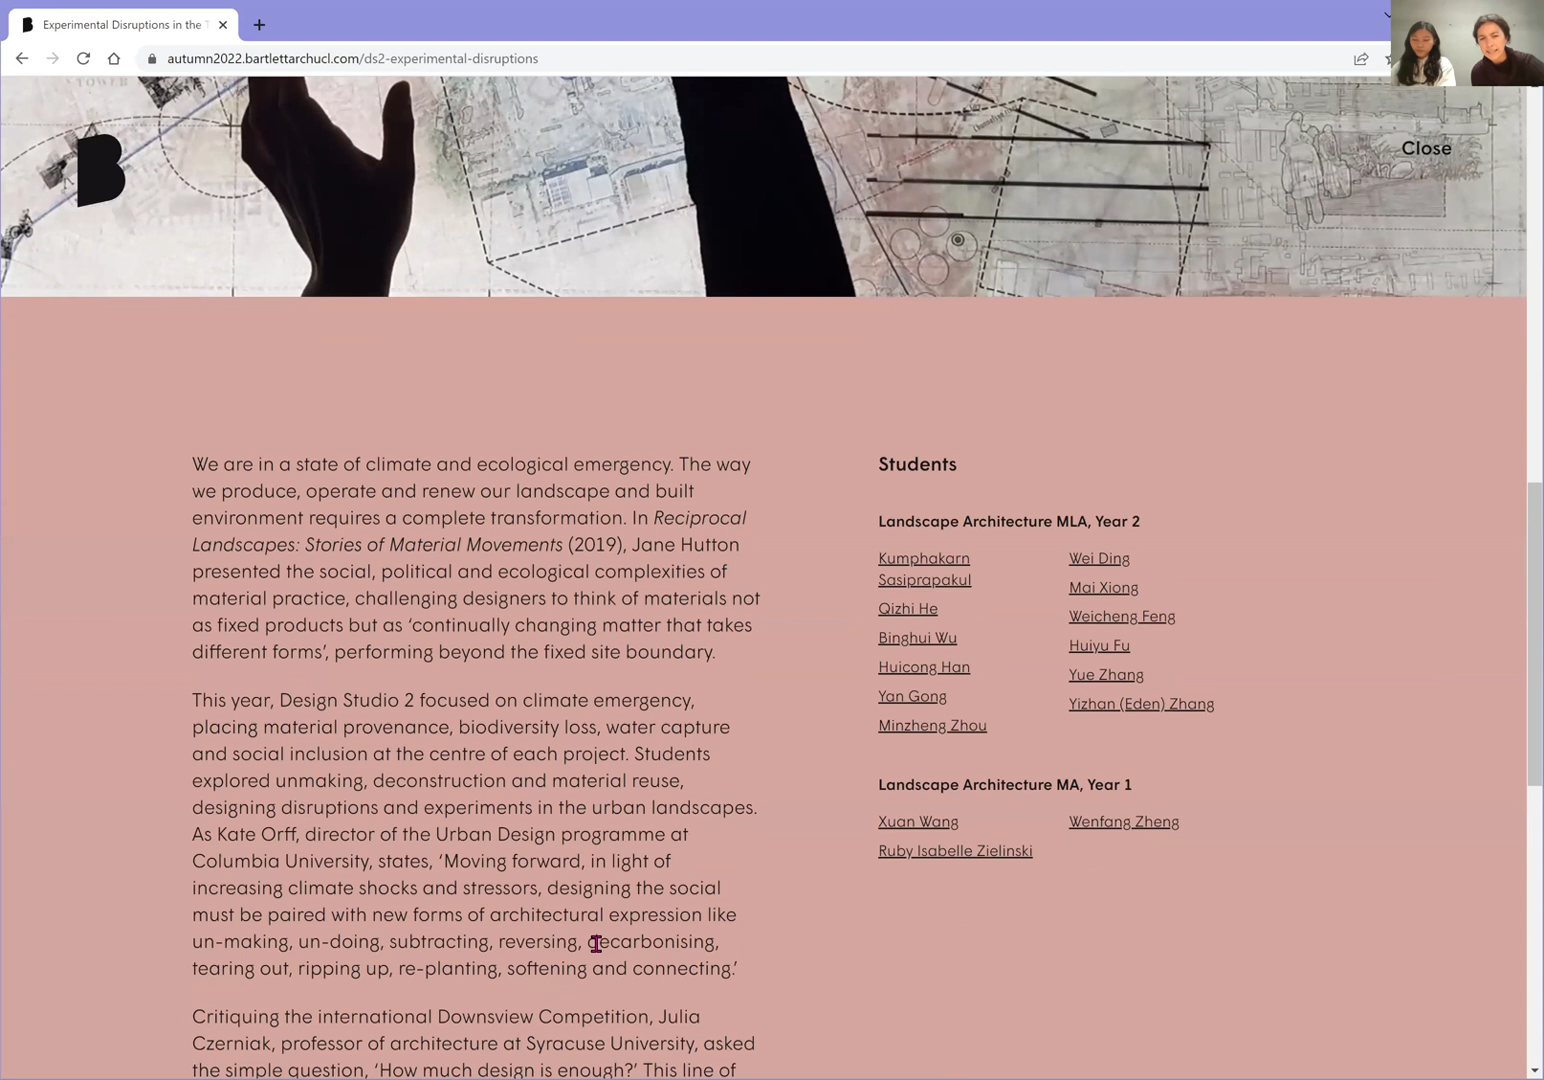 Experimental Disruptions in the T
autumn2022.bartlettarchucl.com/ds2-experimental-disruptions
B
Close
We are in a state of climate and ecological emergency. The way
we produce, operate and renew our landscape and built
environment requires a complete transformation. In Reciprocal
Landscapes: Stories of Material Movements (2019), Jane Hutton
presented the social, political and ecological complexities of
material practice, challenging designers to think of materials not
as fixed products but as ‘continually changing matter that takes
different forms’, performing beyond the fixed site boundary.
This year, Design Studio 2 focused on climate emergency,
placing material provenance, biodiversity loss, water capture
and social inclusion at the centre of each project. Students
explored unmaking, deconstruction and material reuse,
designing disruptions and experiments in the urban landscapes.
As Kate Orff, director of the Urban Design programme at
Columbia University, states, ‘Moving forward, in light of
increasing climate shocks and stressors, designing the social
must be paired with new forms of architectural expression like
un-making, un-doing, subtracting, reversing, decarbonising,
tearing out, ripping up, re-planting, softening and connecting.’
Critiquing the international Downsview Competition, Julia
Czerniak, professor of architecture at Syracuse University, asked
the simple question, ‘How much design is enough?’ This line of
Students
Landscape Architecture MLA, Year 2
Kumphakarn
Sasiprapakul
Qizhi He
Binghui Wu
Huicong Han
Yan Gong
Minzheng Zhou
Wei Ding
Mai Xiong
Weicheng Feng
Huiyu Fu
Yue Zhang
Yizhan (Eden) Zhang
Landscape Architecture MA, Year 1
Xuan Wang
Ruby Isabelle Zielinski
Wenfang Zheng